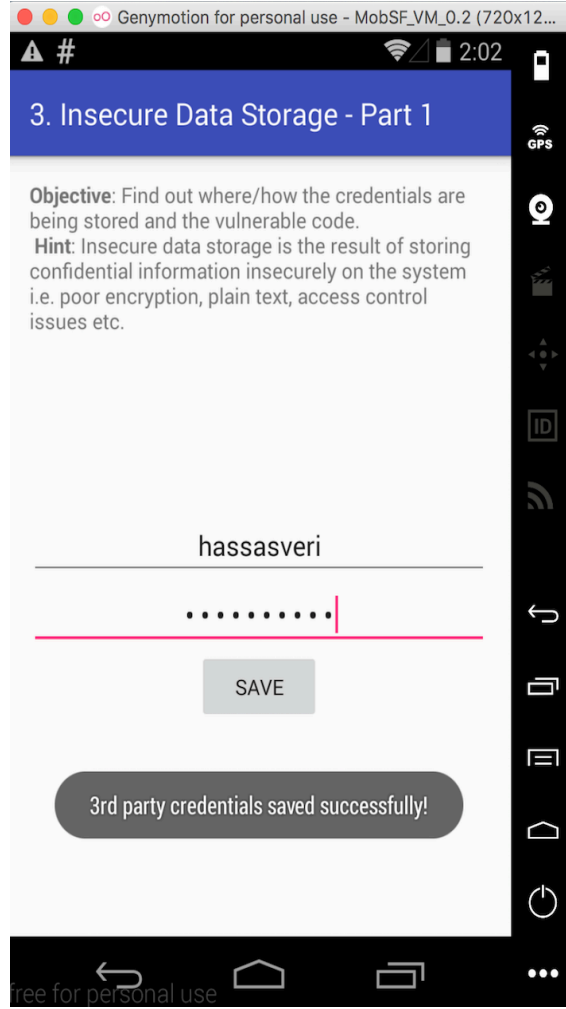 Genymotion for personal use - MobSF_VM_0.2 (720x12...
# 2:02
3. Insecure Data Storage - Part 1
GPS
Objective: Find out where/how the credentials are
being stored and the vulnerable code.
Hint: Insecure data storage is the result of storing
confidential information insecurely on the system
i.e. poor encryption, plain text, access control
issues etc.
ID
hassasveri
••••••••••
SAVE
3rd party credentials saved successfully!
free for personal use